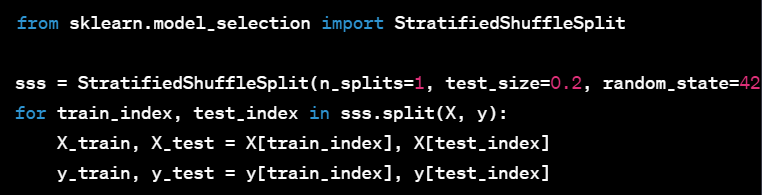 from sklearn.model_selection import StratifiedShuffleSplit
sss = StratifiedShuffleSplit(n_splits=1, test_size=0.2, random_state=42
for train_index, test_index in sss.split(X, y):
X_train, X_test = X[train_index], X[test_index]
y_train, y_test = y[train_index], y[test_index]